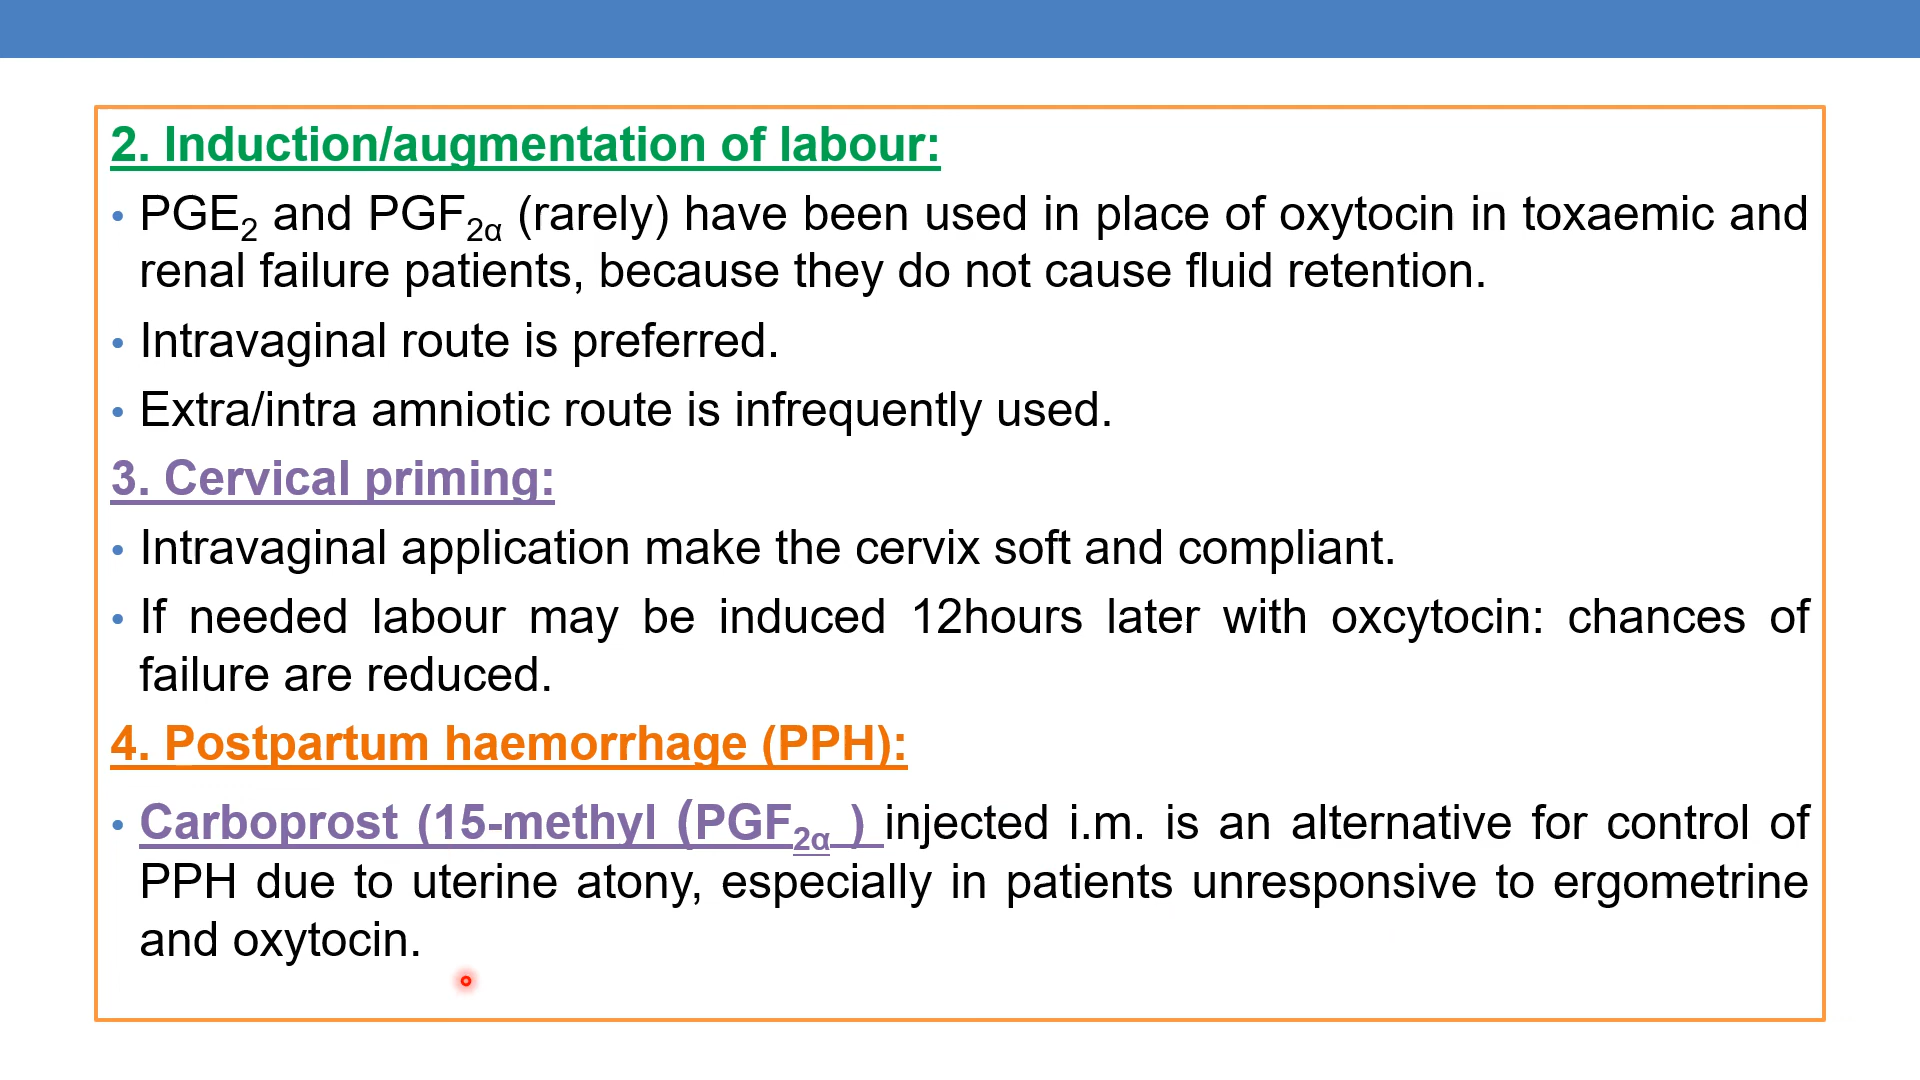 2. Induction/augmentation of labour:
• PGE₂ and PGF₂α (rarely) have been used in place of oxytocin in toxaemic and
renal failure patients, because they do not cause fluid retention.
• Intravaginal route is preferred.
• Extra/intra amniotic route is infrequently used.
3. Cervical priming:
• Intravaginal application make the cervix soft and compliant.
• If needed labour may be induced 12hours later with oxcytocin: chances of
failure are reduced.
4. Postpartum haemorrhage (PPH):
• Carboprost (15-methyl (PGF₂α ) injected i.m. is an alternative for control of
PPH due to uterine atony, especially in patients unresponsive to ergometrine
and oxytocin.